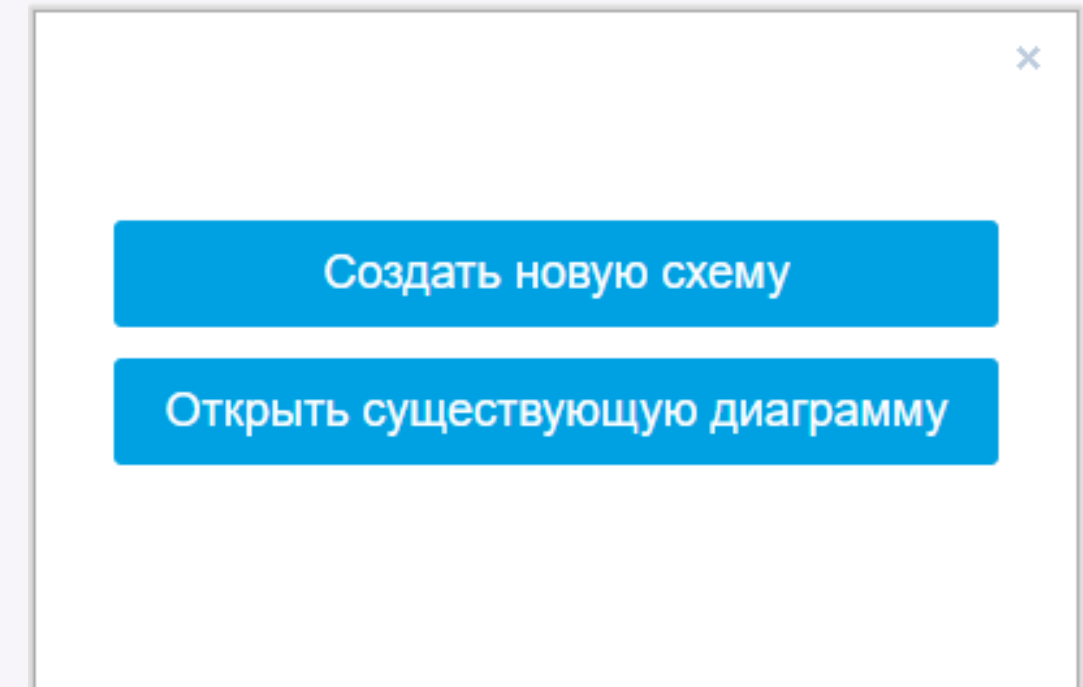 Создать новую схему
Открыть существующую диаграмму